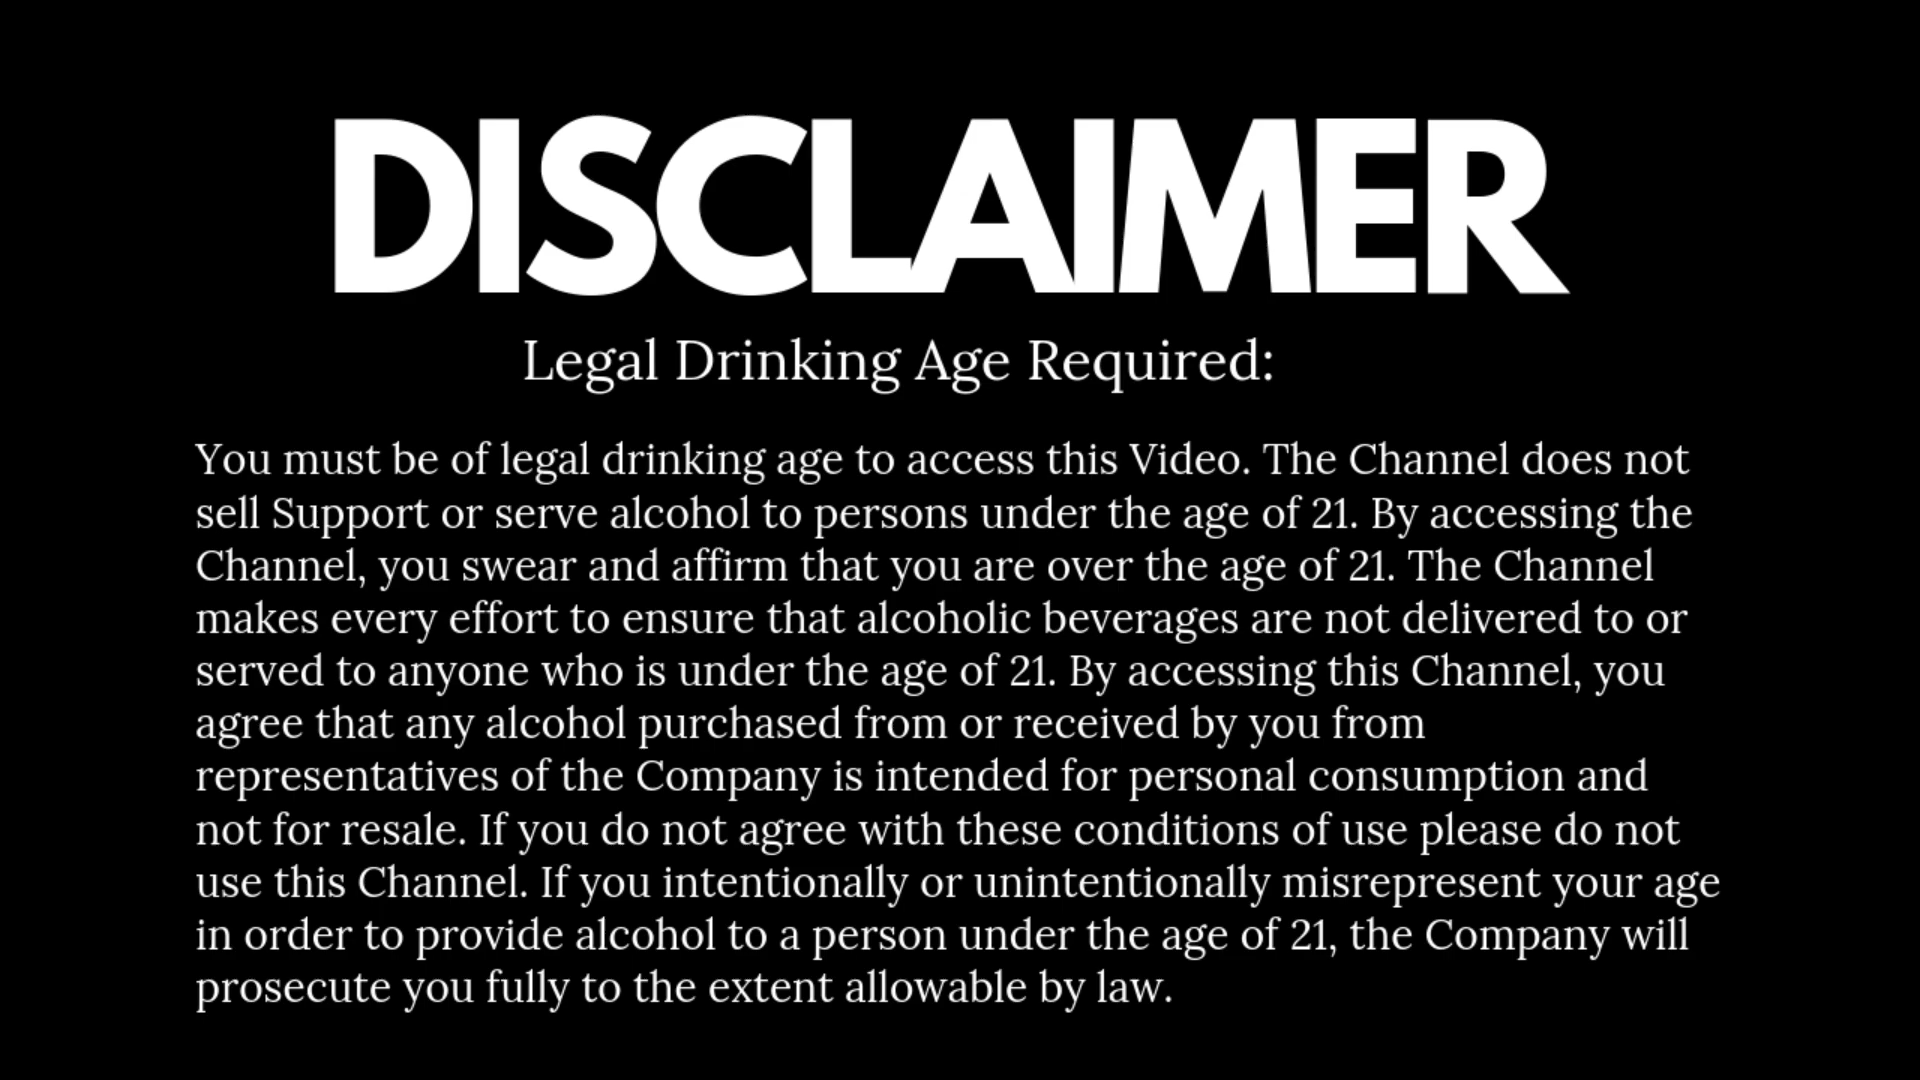 DISCLAIMER
Legal Drinking Age Required:
You must be of legal drinking age to access this Video. The Channel does not
sell Support or serve alcohol to persons under the age of 21. By accessing the
Channel, you swear and affirm that you are over the age of 21. The Channel
makes every effort to ensure that alcoholic beverages are not delivered to or
served to anyone who is under the age of 21. By accessing this Channel, you
agree that any alcohol purchased from or received by you from
representatives of the Company is intended for personal consumption and
not for resale. If you do not agree with these conditions of use please do not
use this Channel. If you intentionally or unintentionally misrepresent your age
in order to provide alcohol to a person under the age of 21, the Company will
prosecute you fully to the extent allowable by law.